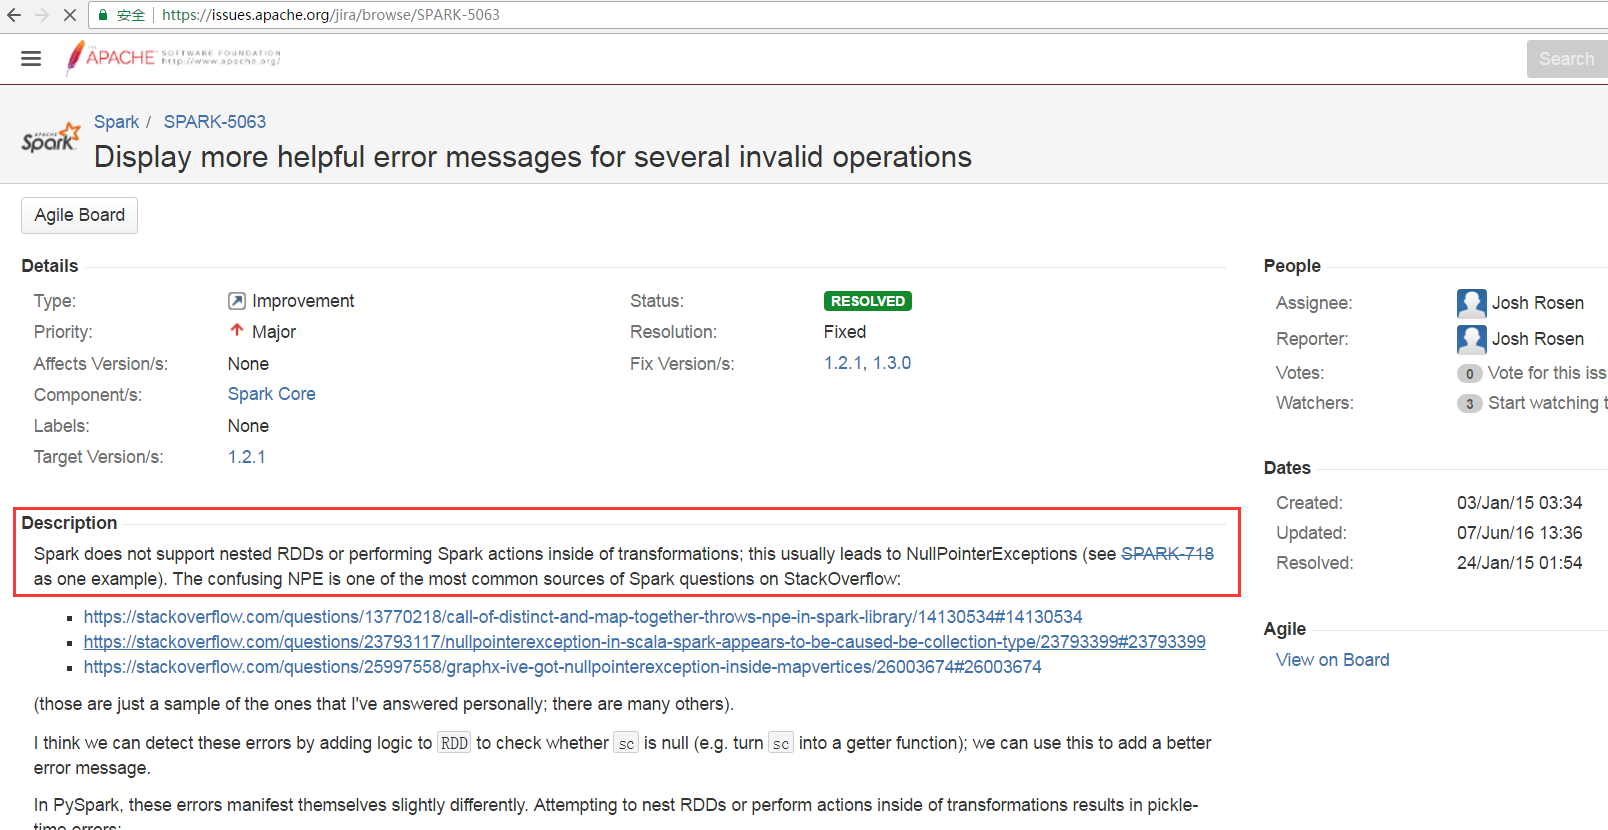 安全 https://issues.apache.org/jira/browse/SPARK-5063
THE
APACHE SOFTWARE FOUNDATION
http://www.apache.org/
Search
APACHE
Spark
Spark / SPARK-5063
Display more helpful error messages for several invalid operations
Agile Board
Details
Type: Improvement
Priority: Major
Affects Version/s: None
Component/s: Spark Core
Labels: None
Target Version/s: 1.2.1
Status: RESOLVED
Resolution: Fixed
Fix Version/s: 1.2.1, 1.3.0
Description
Spark does not support nested RDDs or performing Spark actions inside of transformations; this usually leads to NullPointerExceptions (see SPARK-718
as one example). The confusing NPE is one of the most common sources of Spark questions on StackOverflow:
https://stackoverflow.com/questions/13770218/call-of-distinct-and-map-together-throws-npe-in-spark-library/14130534#14130534
https://stackoverflow.com/questions/23793117/nullpointerexception-in-scala-spark-appears-to-be-caused-be-collection-type/23793399#23793399
https://stackoverflow.com/questions/25997558/graphx-ive-got-nullpointerexception-inside-mapvertices/26003674#26003674
(those are just a sample of the ones that I've answered personally; there are many others).
I think we can detect these errors by adding logic to RDD to check whether sc is null (e.g. turn sc into a getter function); we can use this to add a better
error message.
In PySpark, these errors manifest themselves slightly differently. Attempting to nest RDDs or perform actions inside of transformations results in pickle-
time errors:
People
Assignee: Josh Rosen
Reporter: Josh Rosen
Votes: 0 Vote for this iss
Watchers: 3 Start watching t
Dates
Created: 03/Jan/15 03:34
Updated: 07/Jun/16 13:36
Resolved: 24/Jan/15 01:54
Agile
View on Board